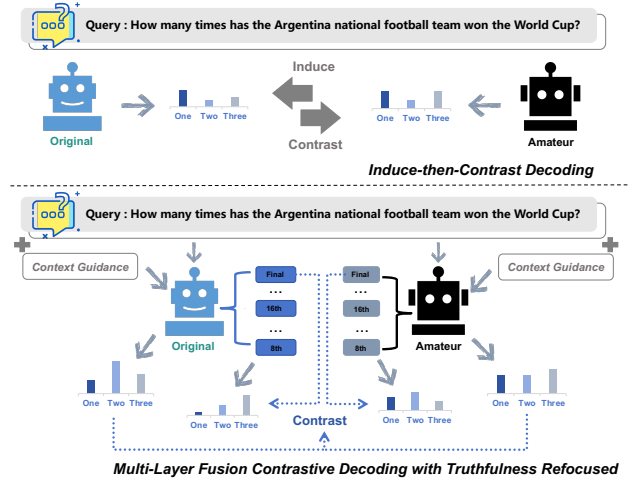 Query : How many times has the Argentina national football team won the World Cup?
Induce
One Two Three
One Two Three
Original
Contrast
Amateur
Induce-then-Contrast Decoding
Query : How many times has the Argentina national football team won the World Cup?
Context Guidance
Final
Final
Context Guidance
...
...
16th
16th
...
...
Original
8th
8th
Amateur
One Two Three
One Two Three
Contrast
One Two Three
One Two Three
Multi-Layer Fusion Contrastive Decoding with Truthfulness Refocused